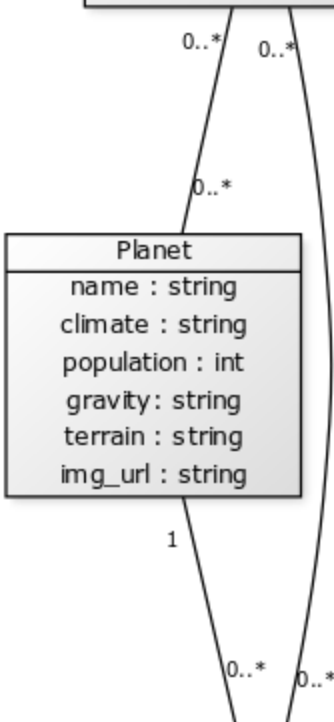 0..*
0..*
0..*
Planet
name : string
climate : string
population : int
gravity: string
terrain : string
img_url : string
1
0..*
0..*